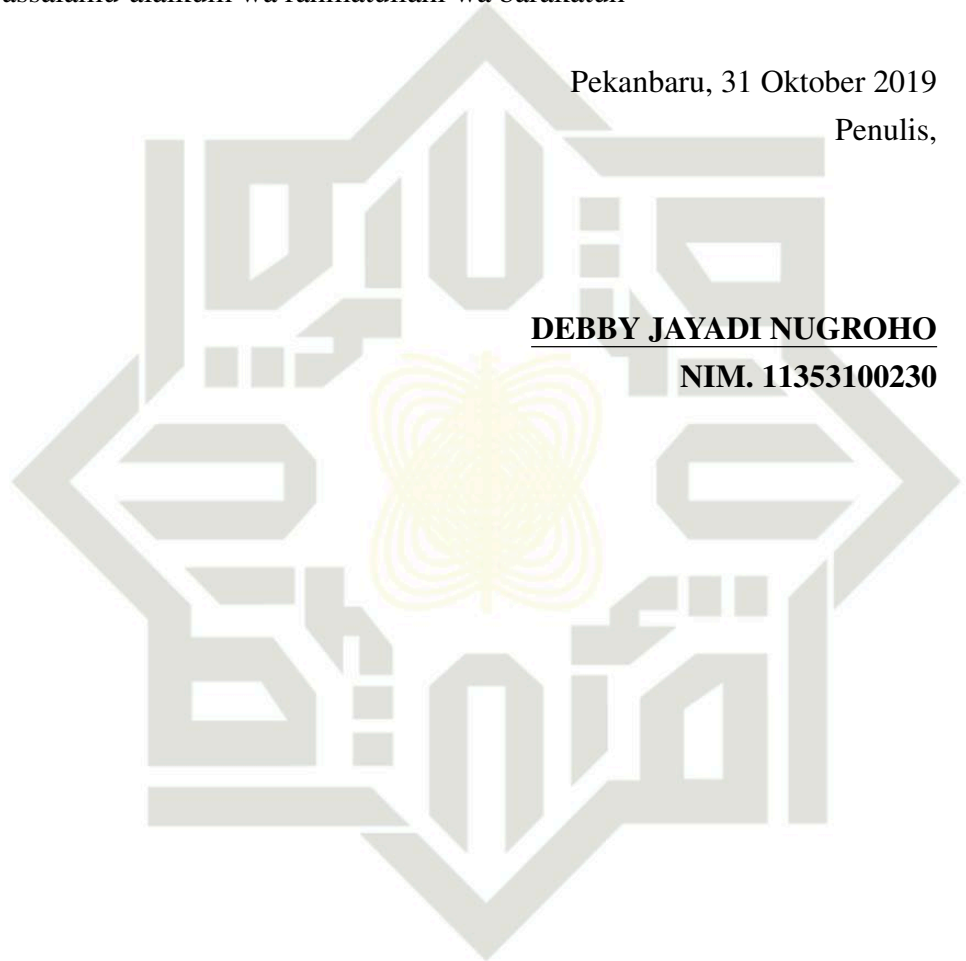 Pekanbaru, 31 Oktober 2019
Penulis,
DEBBY JAYADI NUGROHO
NIM. 11353100230